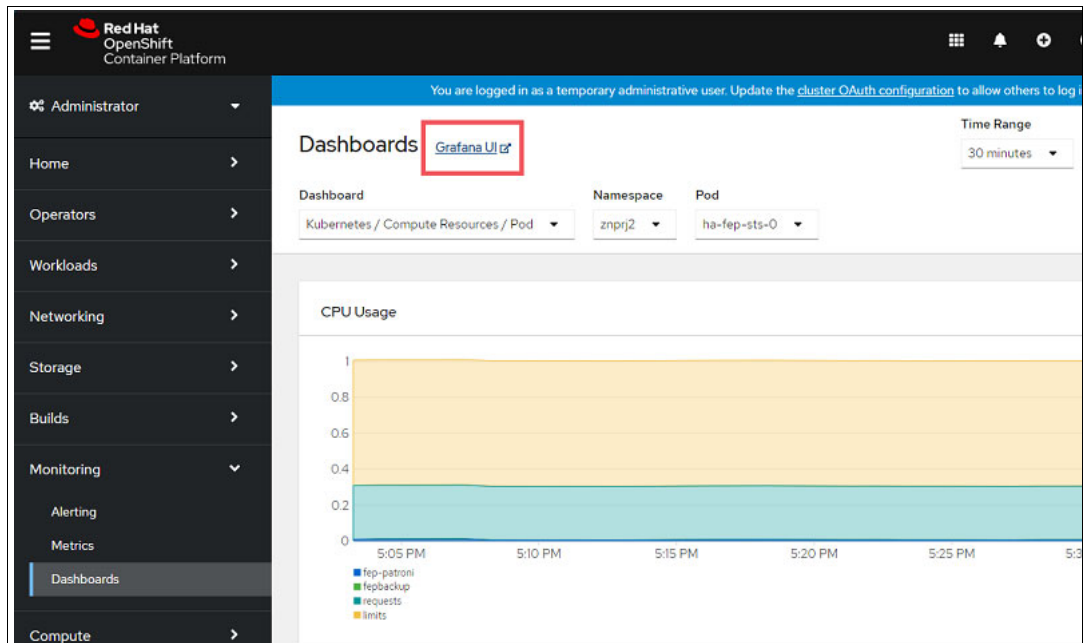 Red Hat
OpenShift
Container Platform
You are logged in as a temporary administrative user. Update the cluster OAuth configuration to allow others to log
Administrator
Home
Operators
Workloads
Networking
Storage
Builds
Monitoring
Alerting
Metrics
Dashboards
Compute
Dashboards Grafana UI
Time Range
30 minutes
Dashboard Namespace Pod
Kubernetes / Compute Resources / Pod znprj2 ha-fep-sts-0
CPU Usage
1
0.8
0.6
0.4
0.2
0
5:05 PM 5:10 PM 5:15 PM 5:20 PM 5:25 PM
fep-patroni
fepbackup
requests
limits